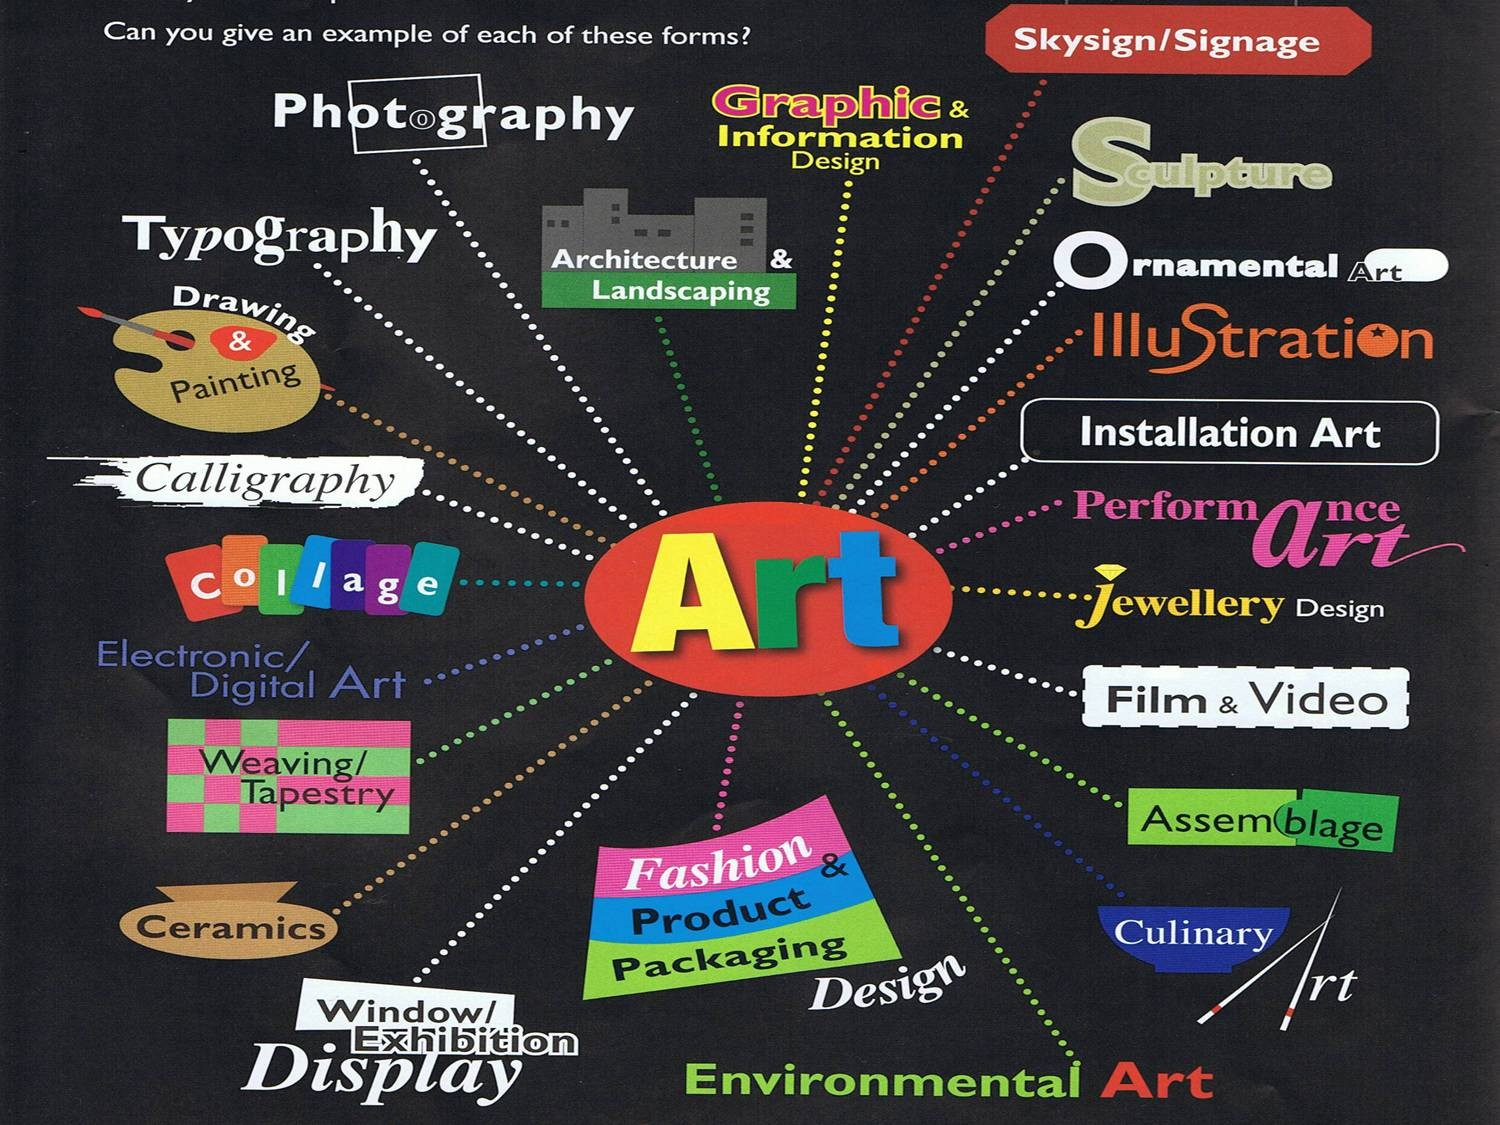 Can you give an example of each of these forms?
Skysign/Signage
Photography
Graphic &
Information
Design
Sculpture
Typography
Architecture &
Landscaping
Ornamental Art
Drawing
&
Painting
Illustration
Installation Art
Calligraphy
Performance
art
Collage
Art
Jewellery Design
Electronic/
Digital Art
Film & Video
Weaving/
Tapestry
Assemblage
Fashion &
Product
Packaging
Design
Ceramics
Culinary
Art
Window/
Exhibition
Display
Environmental Art